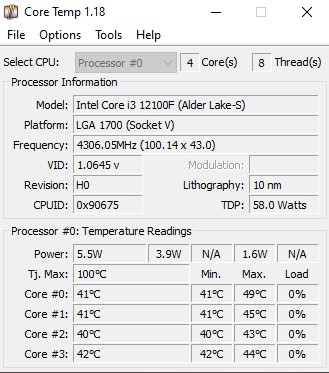 Core Temp 1.18
File Options Tools Help
Select CPU: Processor #0 4 Core(s) 8 Thread(s)
Processor Information
Model: Intel Core i3 12100F (Alder Lake-S)
Platform: LGA 1700 (Socket V)
Frequency: 4306.05MHz (100.14 x 43.0)
VID: 1.0645 v Modulation:
Revision: H0 Lithography: 10 nm
CPUID: 0x90675 TDP: 58.0 Watts
Processor #0: Temperature Readings
Power: 5.5W 3.9W N/A 1.6W N/A
Tj. Max: 100°C Min. Max. Load
Core #0: 41°C 41°C 49°C 0%
Core #1: 41°C 41°C 45°C 0%
Core #2: 40°C 40°C 43°C 0%
Core #3: 42°C 42°C 44°C 0%